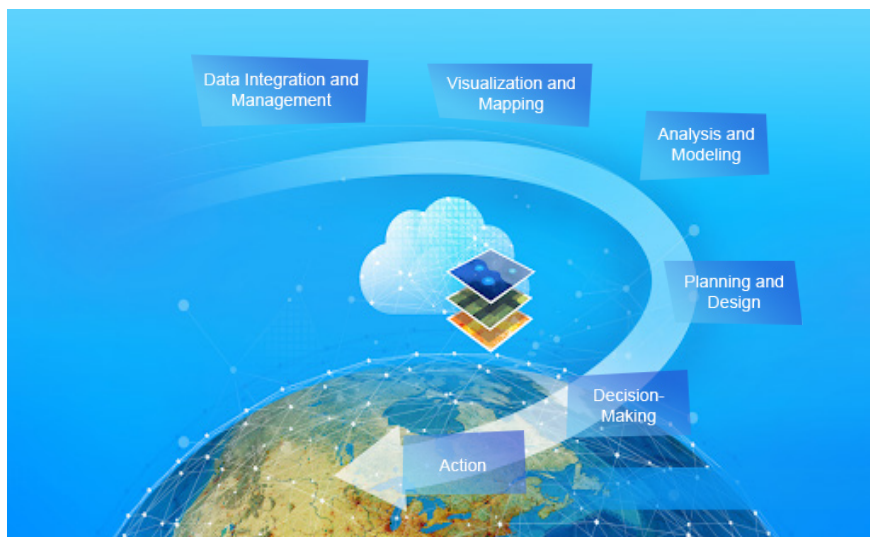 Data Integration and
Management
Visualization and
Mapping
Analysis and
Modeling
Planning and
Design
Decision-
Making
Action